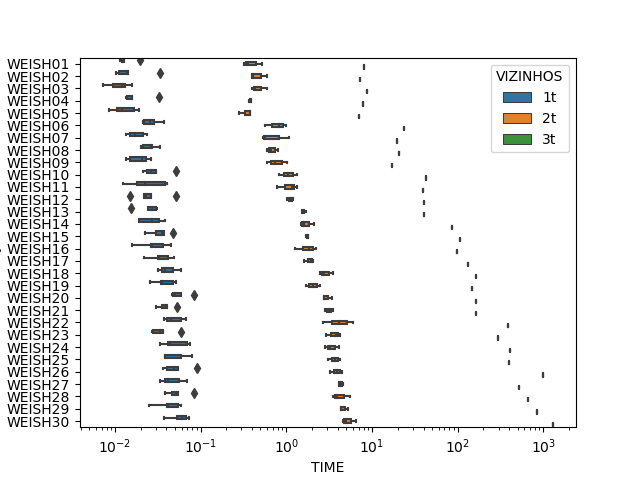 WEISH01
WEISH02
WEISH03
WEISH04
WEISH05
WEISH06
WEISH07
WEISH08
WEISH09
WEISH10
WEISH11
WEISH12
WEISH13
WEISH14
WEISH15
WEISH16
WEISH17
WEISH18
WEISH19
WEISH20
WEISH21
WEISH22
WEISH23
WEISH24
WEISH25
WEISH26
WEISH27
WEISH28
WEISH29
WEISH30
VIZINHOS
1t
2t
3t
10⁻² 10⁻¹ 10⁰ 10¹ 10² 10³
TIME